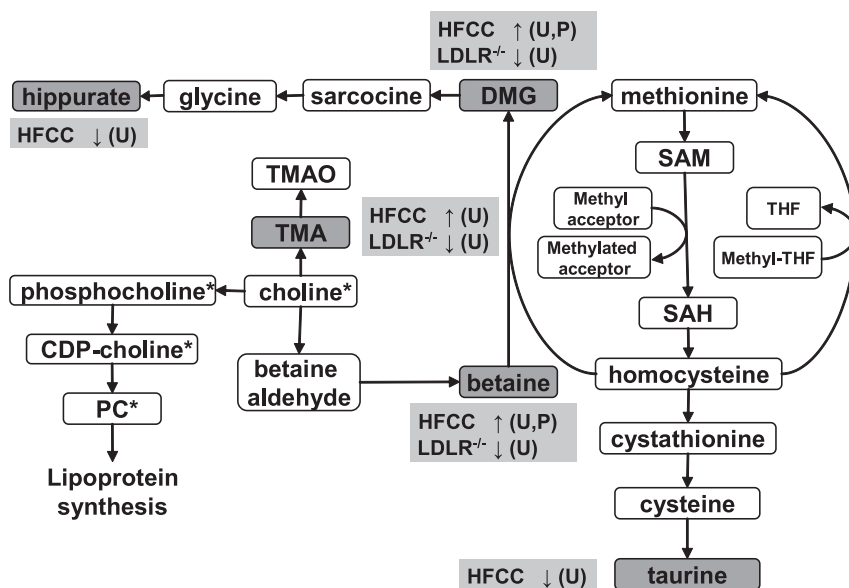 HFCC ↑ (U,P)
LDLR-/- ↓ (U)
hippurate
glycine
sarcocine
DMG
methionine
HFCC ↓ (U)
SAM
TMAO
Methyl
acceptor
THF
HFCC ↑ (U)
LDLR-/- ↓ (U)
TMA
Methylated
acceptor
Methyl-THF
phosphocholine*
choline*
SAH
CDP-choline*
betaine
aldehyde
betaine
homocysteine
PC*
HFCC ↑ (U,P)
LDLR-/- ↓ (U)
cystathionine
Lipoprotein
synthesis
cysteine
HFCC ↓ (U)
taurine